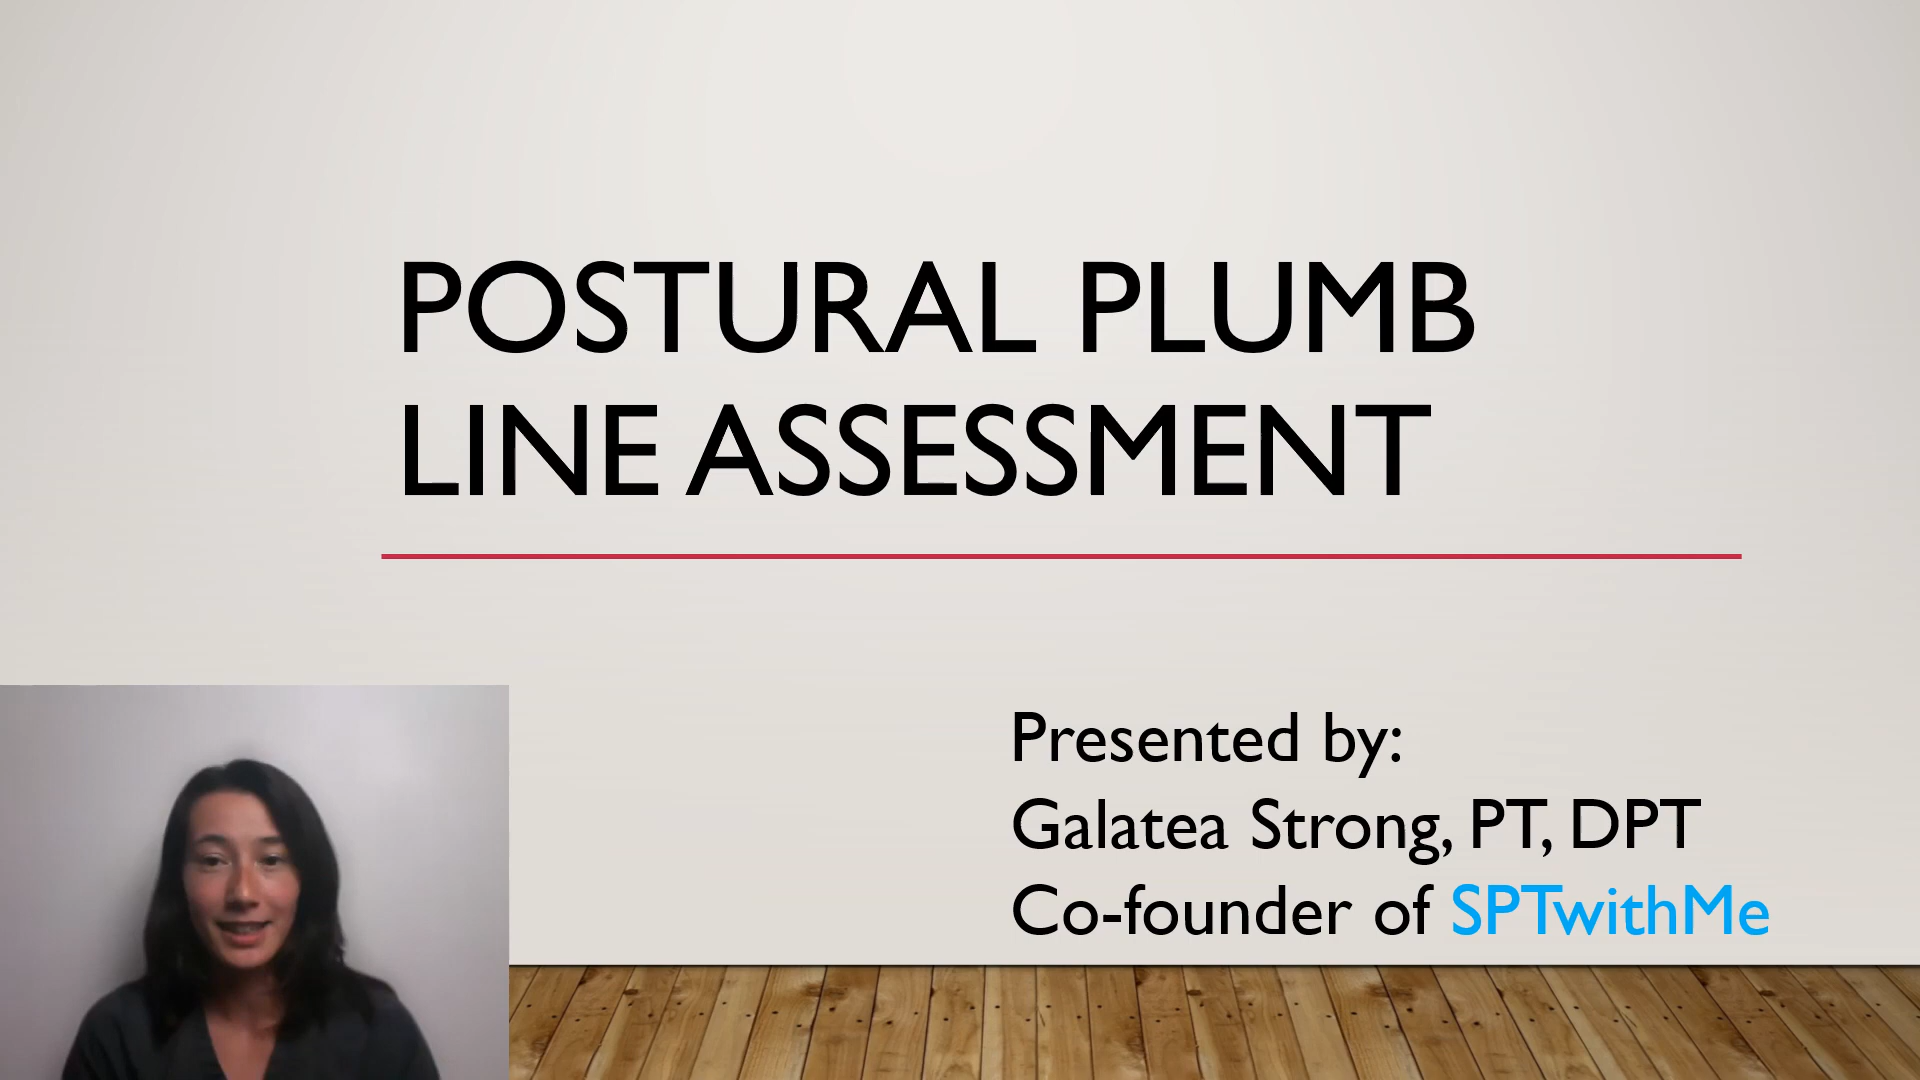 POSTURAL PLUMB
LINE ASSESSMENT
Presented by:
Galatea Strong, PT, DPT
Co-founder of SPTwithMe